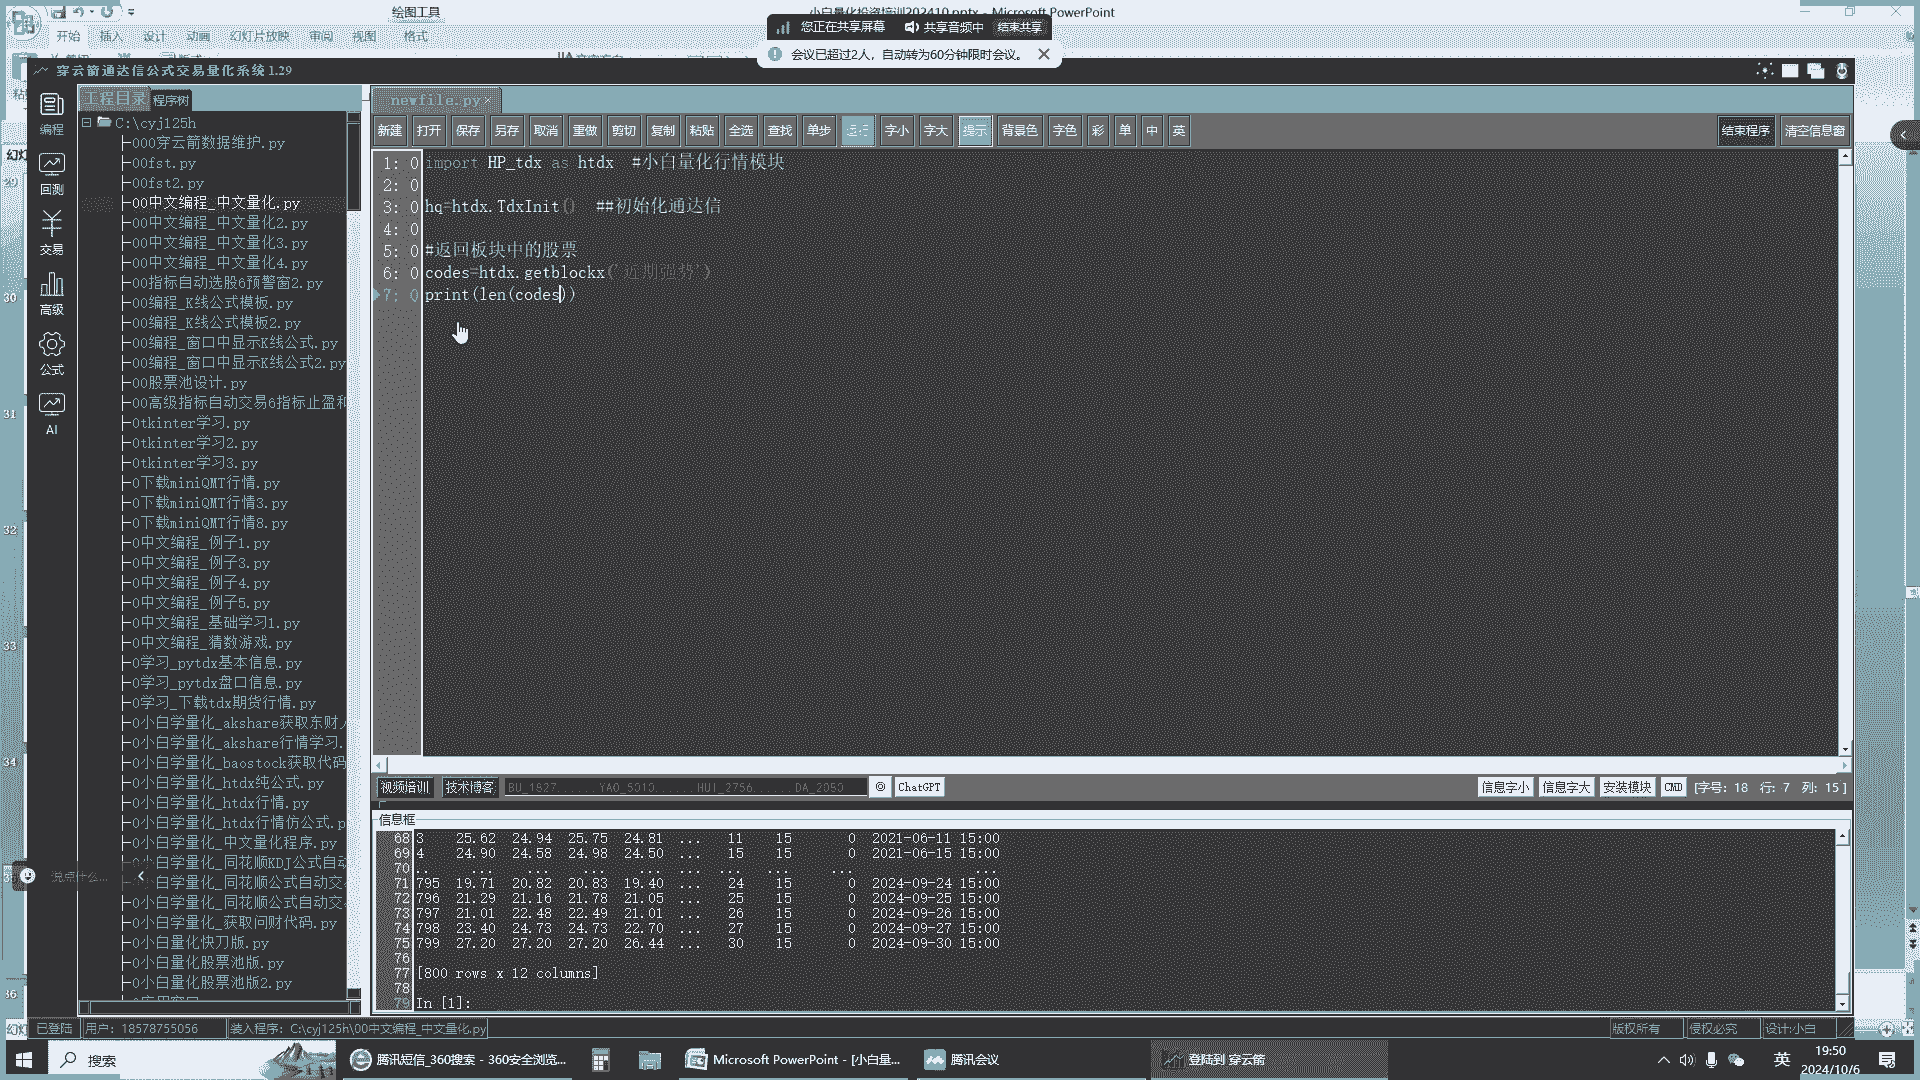 绘图工具
小白量化投资培训202410.pptx - Microsoft PowerPoint
开始 插入 设计 动画 幻灯片放映 审阅 视图 格式
您正在共享屏幕 共享音频中 结束共享
会议已超过2人，自动转为60分钟限时会议。
穿云箭通达信公式交易量化系统 1.29
编程
回测
交易
高级
公式
AI
工程目录 程序树
C:\cyj125h
000穿云箭数据维护.py
00fst.py
00fst2.py
00中文编程_中文量化.py
00中文编程_中文量化2.py
00中文编程_中文量化3.py
00中文编程_中文量化4.py
00指标自动选股6预警窗2.py
00编程_K线公式模板.py
00编程_K线公式模板2.py
00编程_窗口中显示K线公式.py
00编程_窗口中显示K线公式2.py
00股票池设计.py
00高级指标自动交易6指标止盈和
0tkinter学习.py
0tkinter学习2.py
0tkinter学习3.py
0下载miniQMT行情.py
0下载miniQMT行情3.py
0下载miniQMT行情8.py
0中文编程_例子1.py
0中文编程_例子3.py
0中文编程_例子4.py
0中文编程_例子5.py
0中文编程_基础学习1.py
0中文编程_猜数游戏.py
0学习_pytdx基本信息.py
0学习_pytdx盘口信息.py
0学习_下载tdx期货行情.py
0小白学量化_akshare获取东财
0小白学量化_akshare行情学习.
0小白学量化_baostock获取代码
0小白学量化_htdx纯公式.py
0小白学量化_htdx行情.py
0小白学量化_htdx行情仿公式.p
0小白学量化_中文量化程序.py
0小白学量化_同花顺KDJ公式自动
0小白学量化_同花顺公式自动交
0小白学量化_同花顺公式自动交
0小白学量化_获取问财代码.py
0小白量化快刀版.py
0小白量化股票池版.py
0小白量化股票池版2.py
newfile.py
新建 打开 保存 另存 取消 重做 剪切 复制 粘贴 全选 查找 单步 运行 字小 字大 提示 背景色 字色 彩 单 中 英 结束程序 清空信息窗
1: 0 import HP_tdx as htdx  #小白量化行情模块
2: 0
3: 0 hq=htdx.TdxInit()  ##初始化通达信
4: 0
5: 0 #返回板块中的股票
6: 0 codes=htdx.getblockx('近期强势')
7: 0 print(len(codes))
视频培训 技术博客 ChatGPT 信息字小 信息字大 安装模块 CMD [字号: 18 行: 7 列: 15 ]
信息框
68 3 25.62 24.94 25.75 24.81 ... 11 15 0 2021-06-11 15:00
69 4 24.90 24.58 24.98 24.50 ... 15 15 0 2021-06-15 15:00
70 .. ... ... ... ... ... ... ... ... ...
71 795 19.71 20.82 20.83 19.40 ... 24 15 0 2024-09-24 15:00
72 796 21.29 21.16 21.78 21.05 ... 25 15 0 2024-09-25 15:00
73 797 21.01 22.48 22.49 21.01 ... 26 15 0 2024-09-26 15:00
74 798 23.40 24.73 24.73 22.70 ... 27 15 0 2024-09-27 15:00
75 799 27.20 27.20 27.20 26.44 ... 30 15 0 2024-09-30 15:00
76
77 [800 rows x 12 columns]
78
79 In [1]:
说点什么...
已登陆 用户: 18578755056 装入程序: C:\cyj125h\00中文编程_中文量化.py 版权所有 侵权必究 设计:小白
搜索 腾讯短信_360搜索 - 360安全浏览... Microsoft PowerPoint - [小白量... 腾讯会议 登陆到 穿云箭 英 19:50
2024/10/6